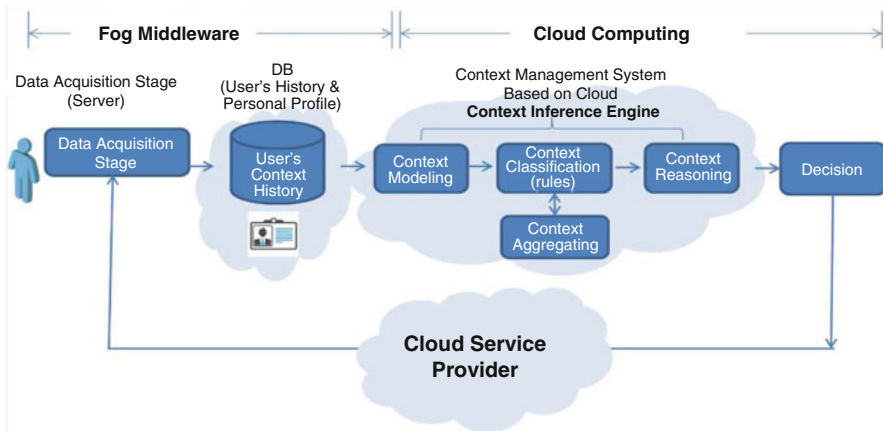 Fog Middleware
Cloud Computing
Data Acquisition Stage
(Server)
DB
(User's History &
Personal Profile)
Context Management System
Based on Cloud
Context Inference Engine
Data Acquisition
Stage
User's
Context
History
Context
Modeling
Context
Classification
(rules)
Context
Reasoning
Decision
Context
Aggregating
Cloud Service
Provider